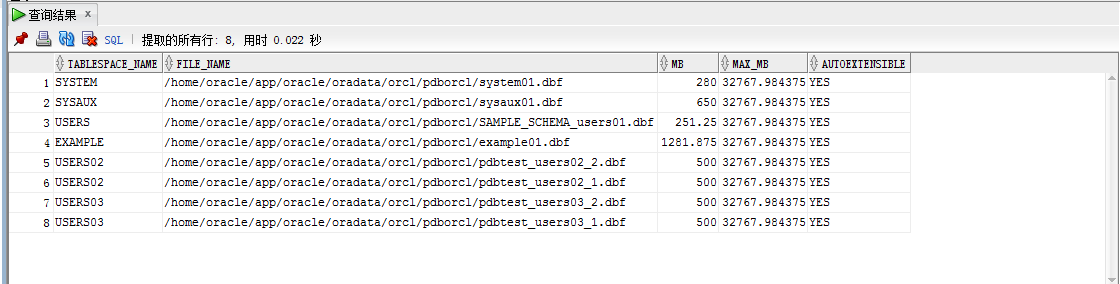 查询结果 x
SQL | 提取的所有行: 8, 用时 0.022 秒
TABLESPACE_NAME FILE_NAME MB MAX_MB AUTOEXTENSIBLE
1 SYSTEM /home/oracle/app/oracle/oradata/orcl/pdborcl/system01.dbf 280 32767.984375 YES
2 SYSAUX /home/oracle/app/oracle/oradata/orcl/pdborcl/sysaux01.dbf 650 32767.984375 YES
3 USERS /home/oracle/app/oracle/oradata/orcl/pdborcl/SAMPLE_SCHEMA_users01.dbf 251.25 32767.984375 YES
4 EXAMPLE /home/oracle/app/oracle/oradata/orcl/pdborcl/example01.dbf 1281.875 32767.984375 YES
5 USERS02 /home/oracle/app/oracle/oradata/orcl/pdborcl/pdbtest_users02_2.dbf 500 32767.984375 YES
6 USERS02 /home/oracle/app/oracle/oradata/orcl/pdborcl/pdbtest_users02_1.dbf 500 32767.984375 YES
7 USERS03 /home/oracle/app/oracle/oradata/orcl/pdborcl/pdbtest_users03_2.dbf 500 32767.984375 YES
8 USERS03 /home/oracle/app/oracle/oradata/orcl/pdborcl/pdbtest_users03_1.dbf 500 32767.984375 YES